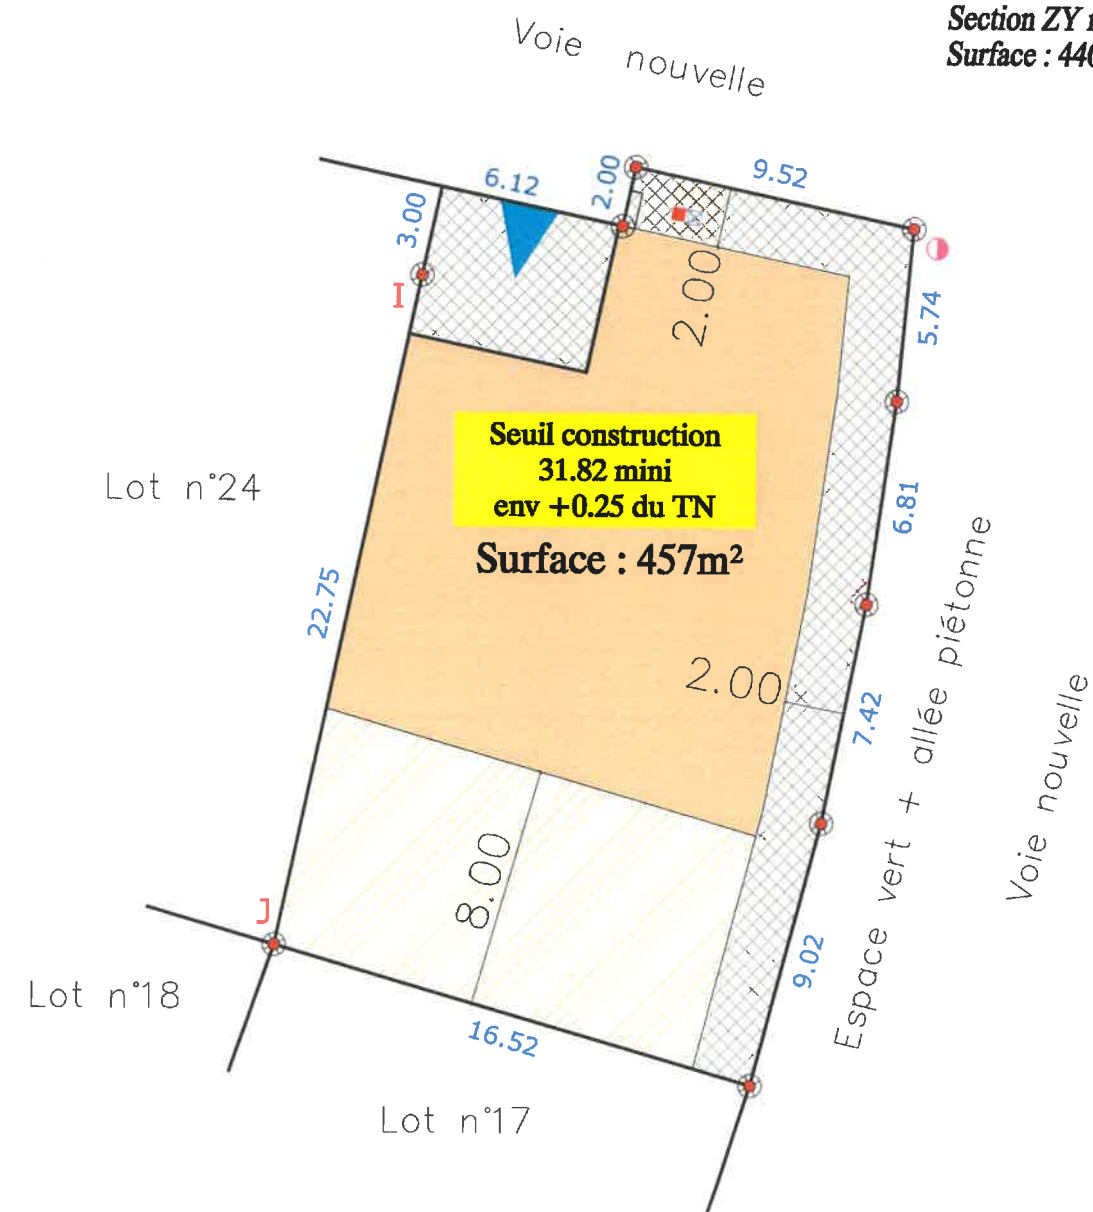 Section ZY
Surface : 440
Voie nouvelle
6.12
2.00
9.52
3.00
I
2.00
5.74
Seuil construction
31.82 mini
env +0.25 du TN
Surface : 457m²
Lot n°24
6.81
22.75
2.00
7.42
Espace vert + allée piétonne
Voie nouvelle
8.00
J
9.02
Lot n°18
16.52
Lot n°17